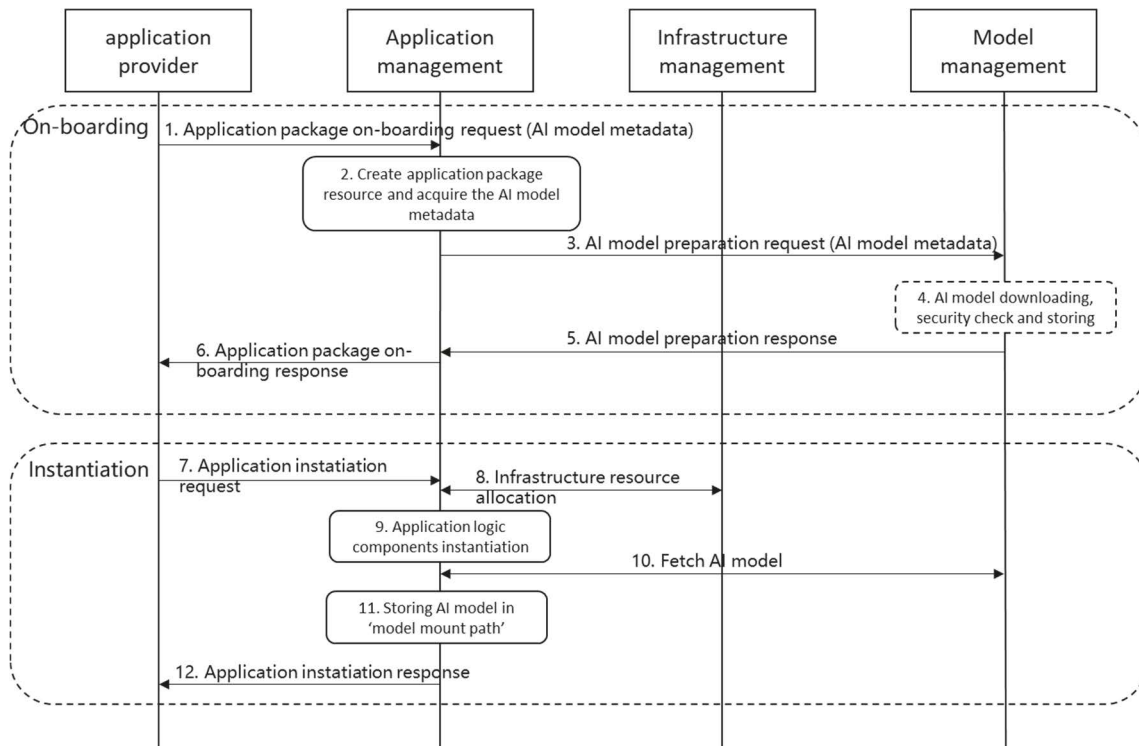 application
provider
Application
management
Infrastructure
management
Model
management
On-boarding
1. Application package on-boarding request (AI model metadata)
2. Create application package
resource and acquire the AI model
metadata
3. AI model preparation request (AI model metadata)
4. AI model downloading,
security check and storing
5. AI model preparation response
6. Application package on-
boarding response
Instantiation
7. Application instatiation
request
8. Infrastructure resource
allocation
9. Application logic
components instantiation
10. Fetch AI model
11. Storing AI model in
‘model mount path’
12. Application instatiation response